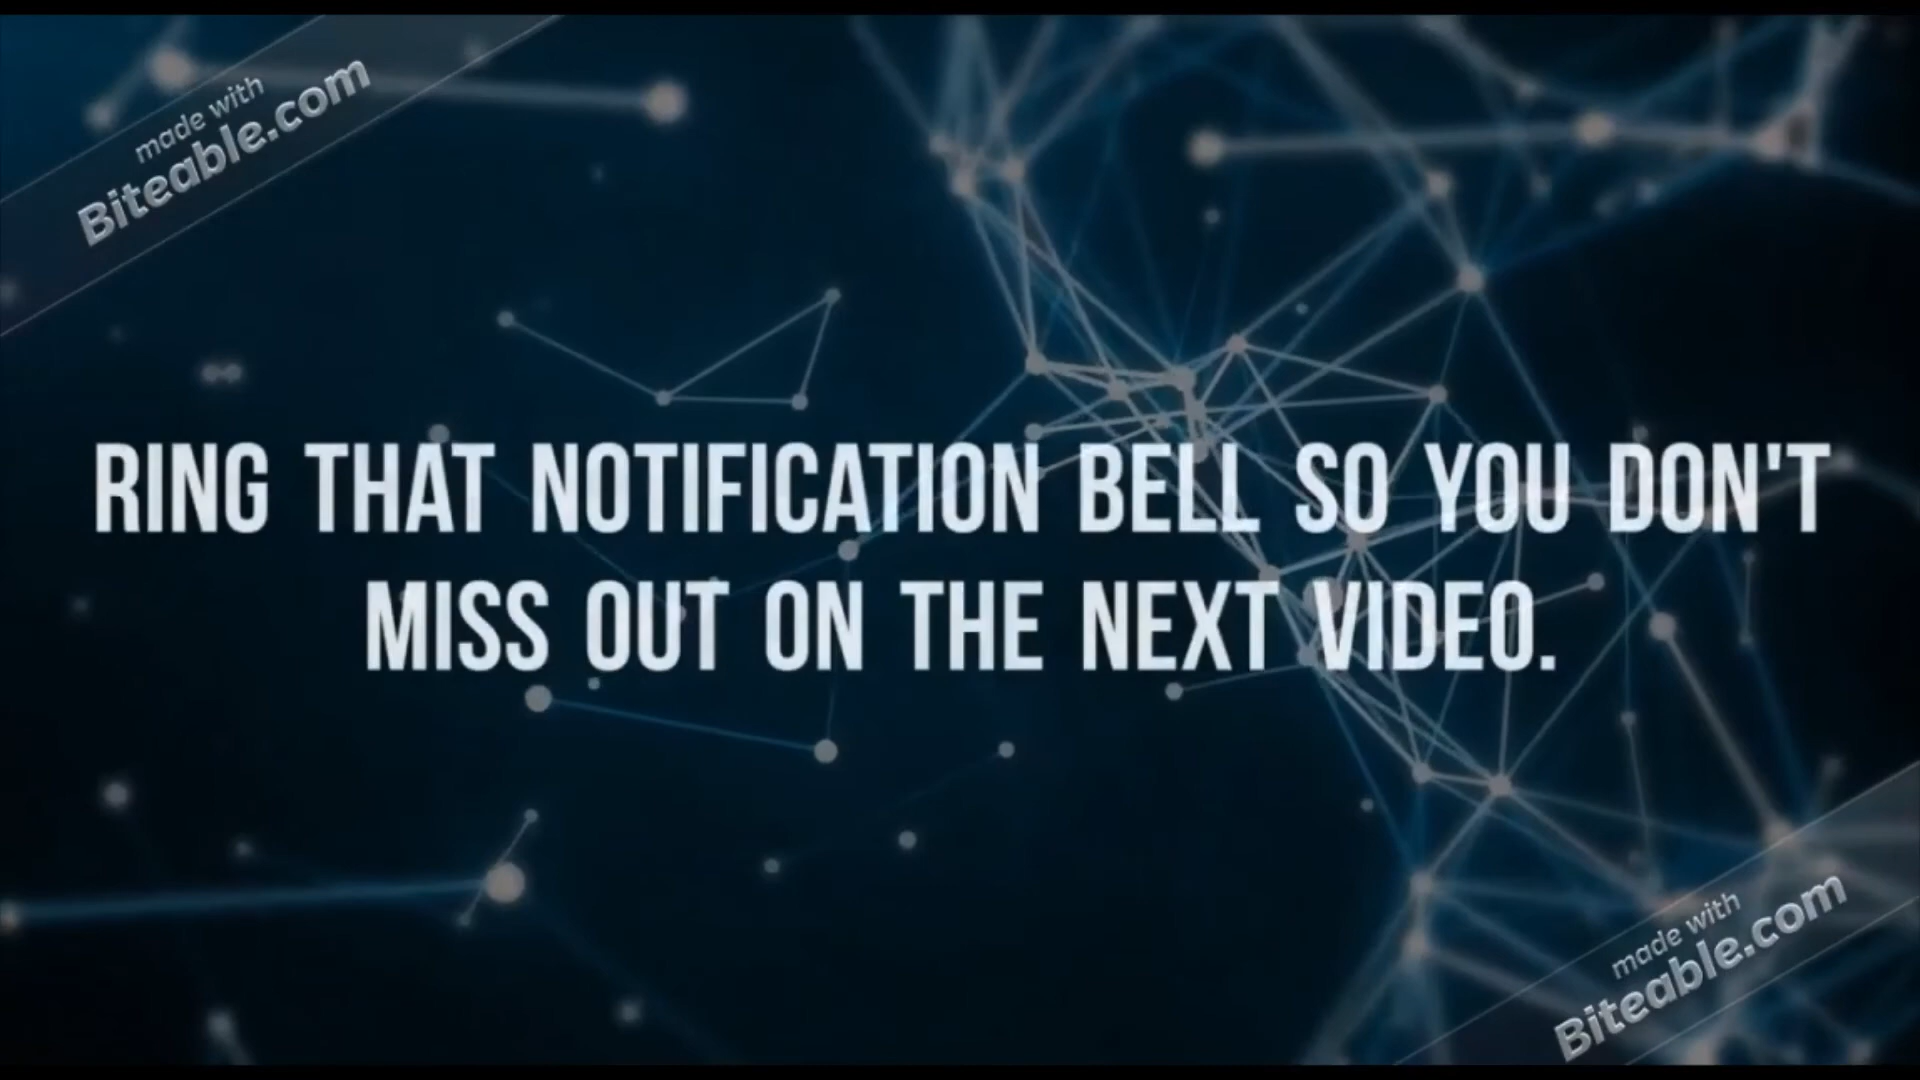 made with
Biteable.com
RING THAT NOTIFICATION BELL SO YOU DON'T
MISS OUT ON THE NEXT VIDEO.
made with
Biteable.com